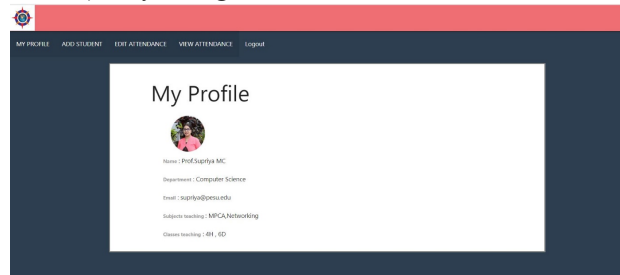 MY PROFILE ADD STUDENT EDIT ATTENDANCE VIEW ATTENDANCE Logout
My Profile
Name : Prof.Supriya MC
Department : Computer Science
Email : supriya@pesu.edu
Subjects teaching : MPCA,Networking
Classes teaching : 4H , 6D